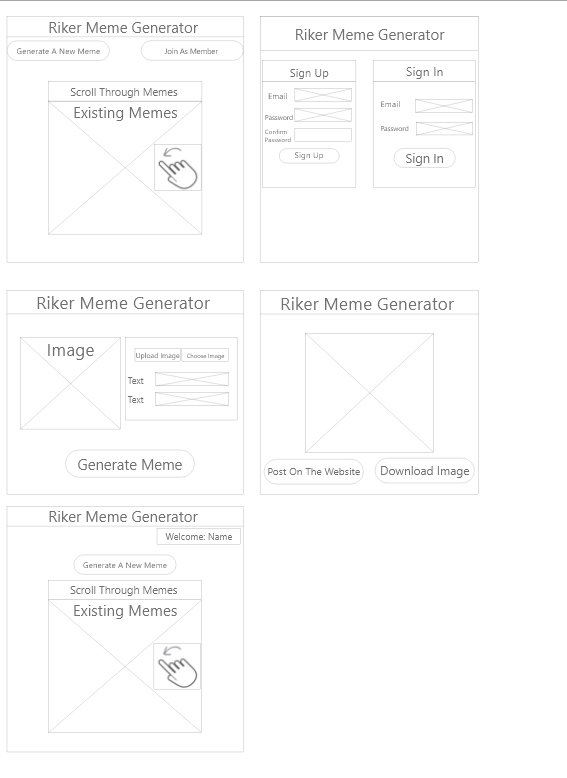 Riker Meme Generator
Generate A New Meme
Join As Member
Scroll Through Memes
Existing Memes
Riker Meme Generator
Sign Up
Email
Password
Confirm
Password
Sign Up
Sign In
Email
Password
Sign In
Riker Meme Generator
Image
Upload Image
Choose Image
Text
Text
Generate Meme
Riker Meme Generator
Post On The Website
Download Image
Riker Meme Generator
Welcome: Name
Generate A New Meme
Scroll Through Memes
Existing Memes